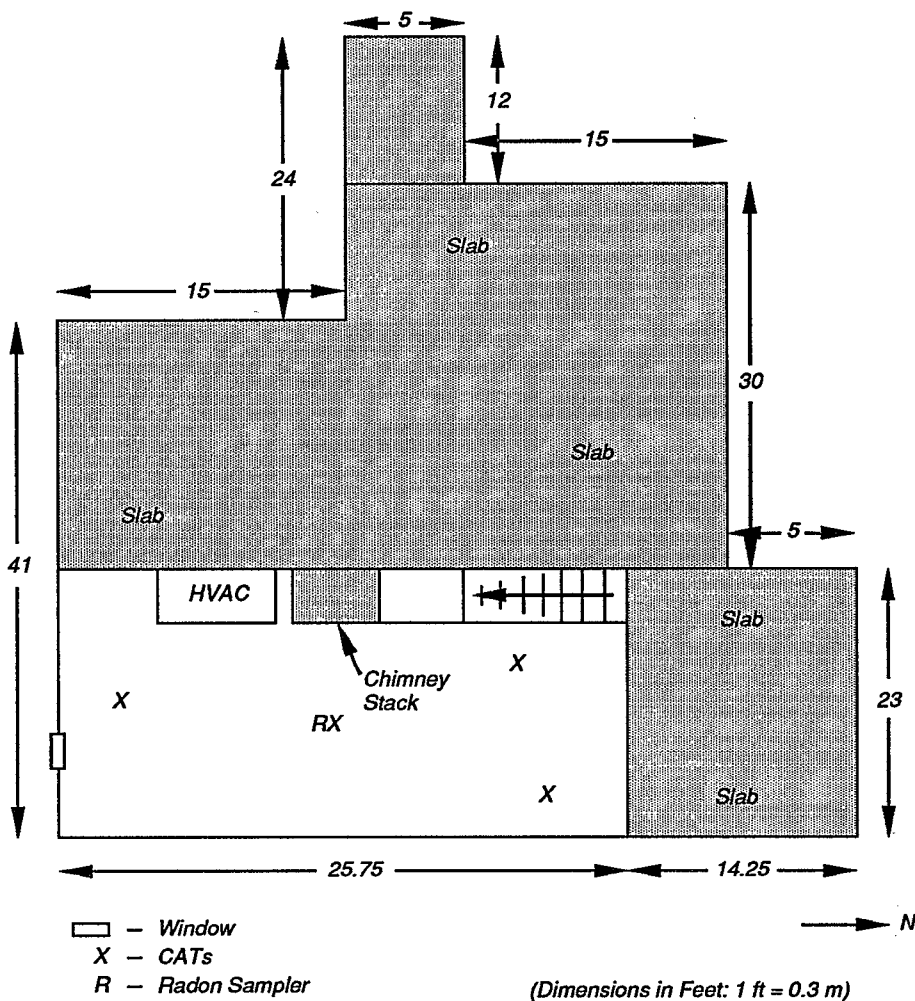 5
12
15
24
Slab
15
30
Slab
Slab
5
41
HVAC
Slab
Chimney
Stack
X
X
RX
23
X
Slab
25.75
14.25
– Window
X – CATs
R – Radon Sampler
N
(Dimensions in Feet: 1 ft = 0.3 m)